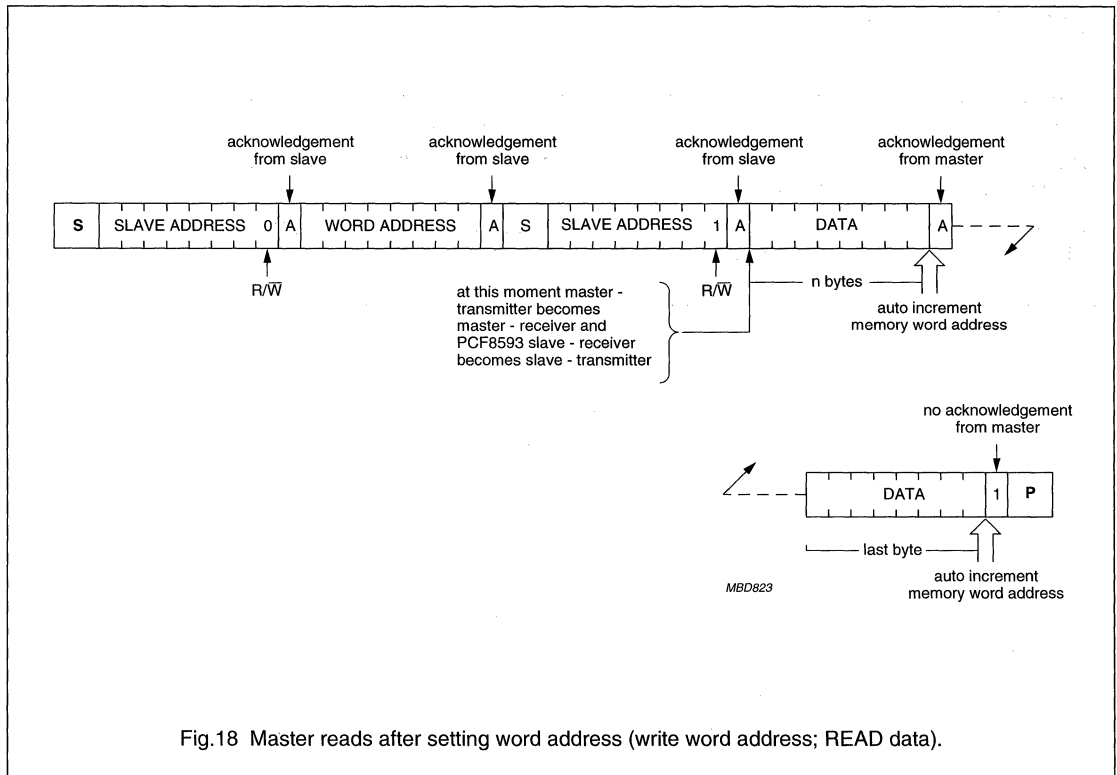 acknowledgement
from slave
acknowledgement
from slave
acknowledgement
from slave
acknowledgement
from master
S SLAVE ADDRESS 0 A WORD ADDRESS A S SLAVE ADDRESS 1 A DATA A
R/W̅
R/W̅
n bytes
at this moment master -
transmitter becomes
master - receiver and
PCF8593 slave - receiver
becomes slave - transmitter
auto increment
memory word address
no acknowledgement
from master
DATA 1 P
last byte
auto increment
memory word address
MBD823
Fig.18 Master reads after setting word address (write word address; READ data).